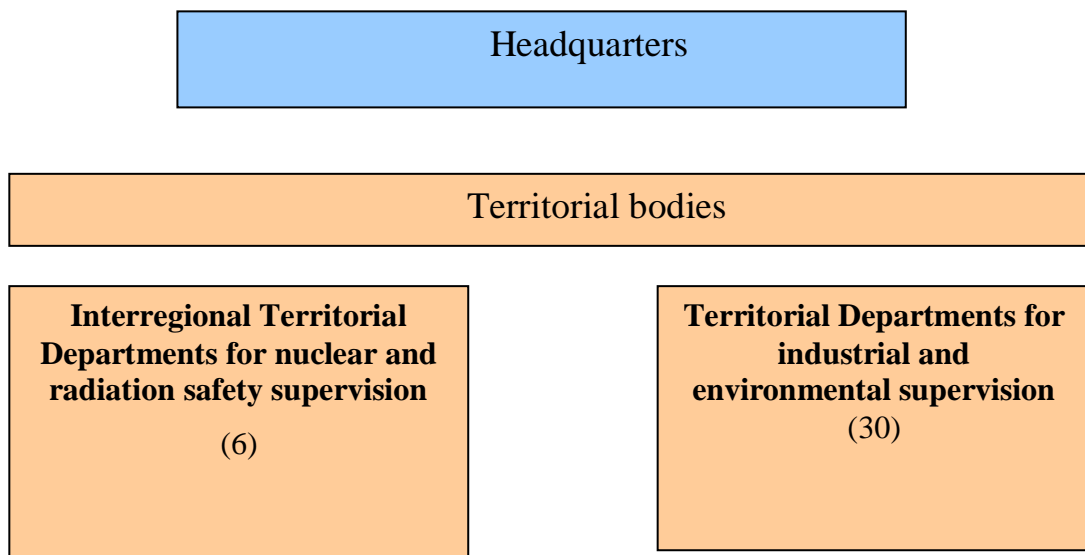 Headquarters
Territorial bodies
Interregional Territorial
Departments for nuclear and
radiation safety supervision
(6)
Territorial Departments for
industrial and
environmental supervision
(30)